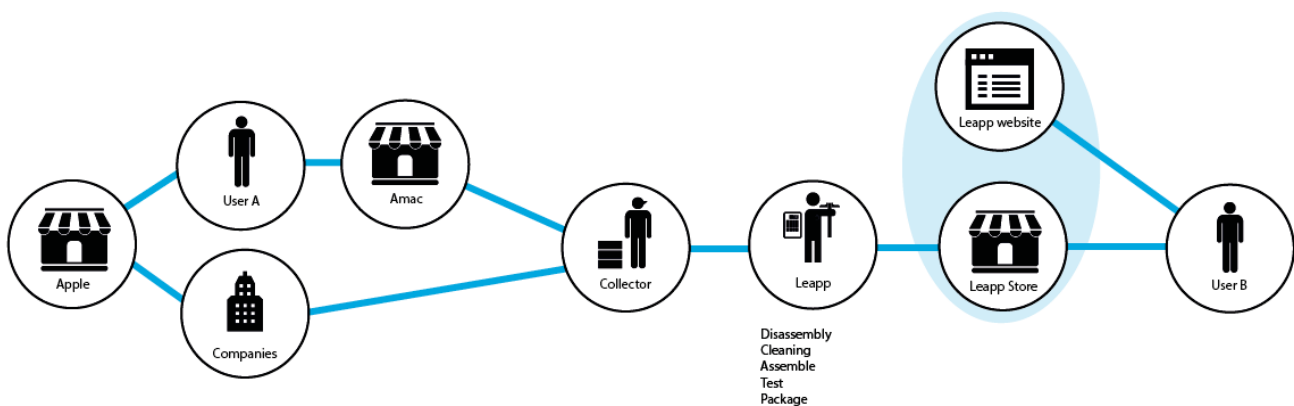 Apple
User A
Companies
Amac
Collector
Leapp
Disassembly
Cleaning
Assemble
Test
Package
Leapp website
Leapp Store
User B